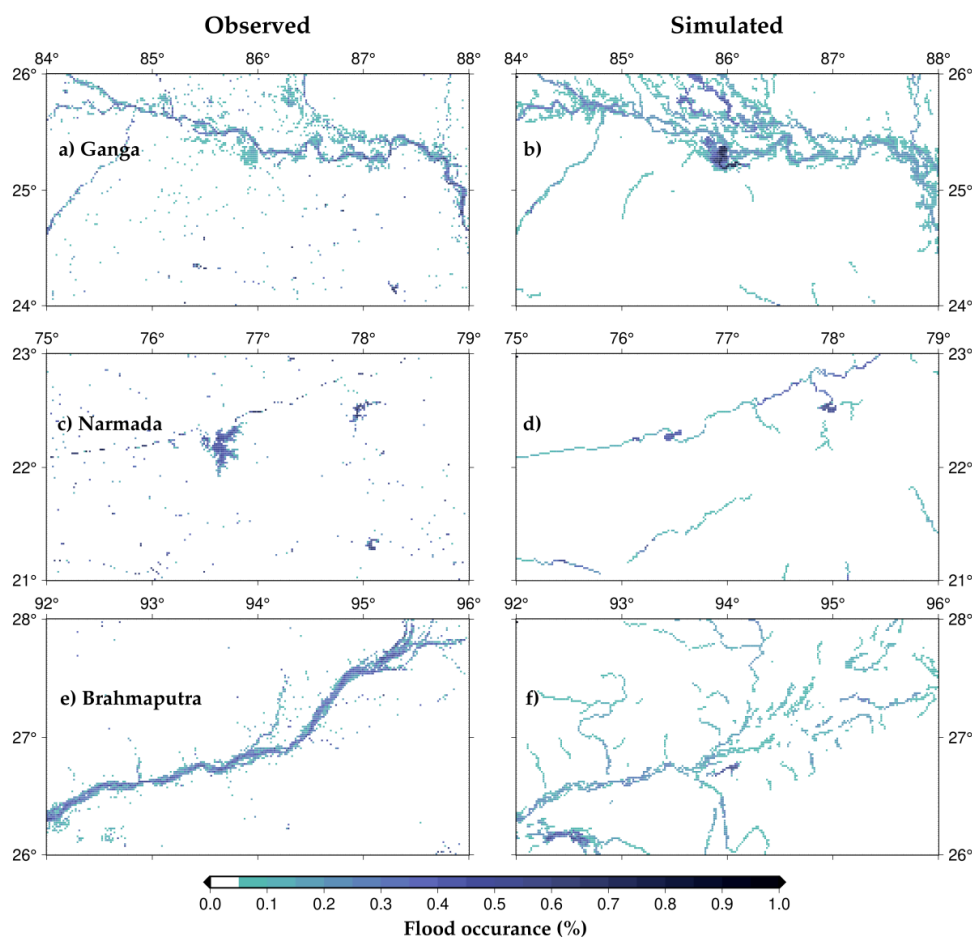 Observed Simulated
84° 85° 86° 87° 88° 84° 85° 86° 87° 88°
26° 26°
a) Ganga b)
25° 25°
24° 24°
75° 76° 77° 78° 79° 75° 76° 77° 78° 79°
23° 23°
c) Narmada d)
22° 22°
21° 21°
92° 93° 94° 95° 96° 92° 93° 94° 95° 96°
28° 28°
e) Brahmaputra f)
27° 27°
26° 26°
0.0 0.1 0.2 0.3 0.4 0.5 0.6 0.7 0.8 0.9 1.0
Flood occurance (%)